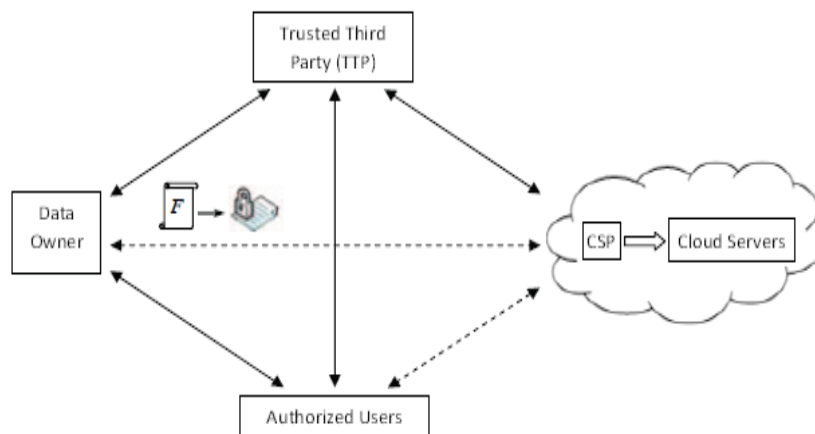 Trusted Third
Party (TTP)
F
Data
Owner
CSP
Cloud Servers
Authorized Users